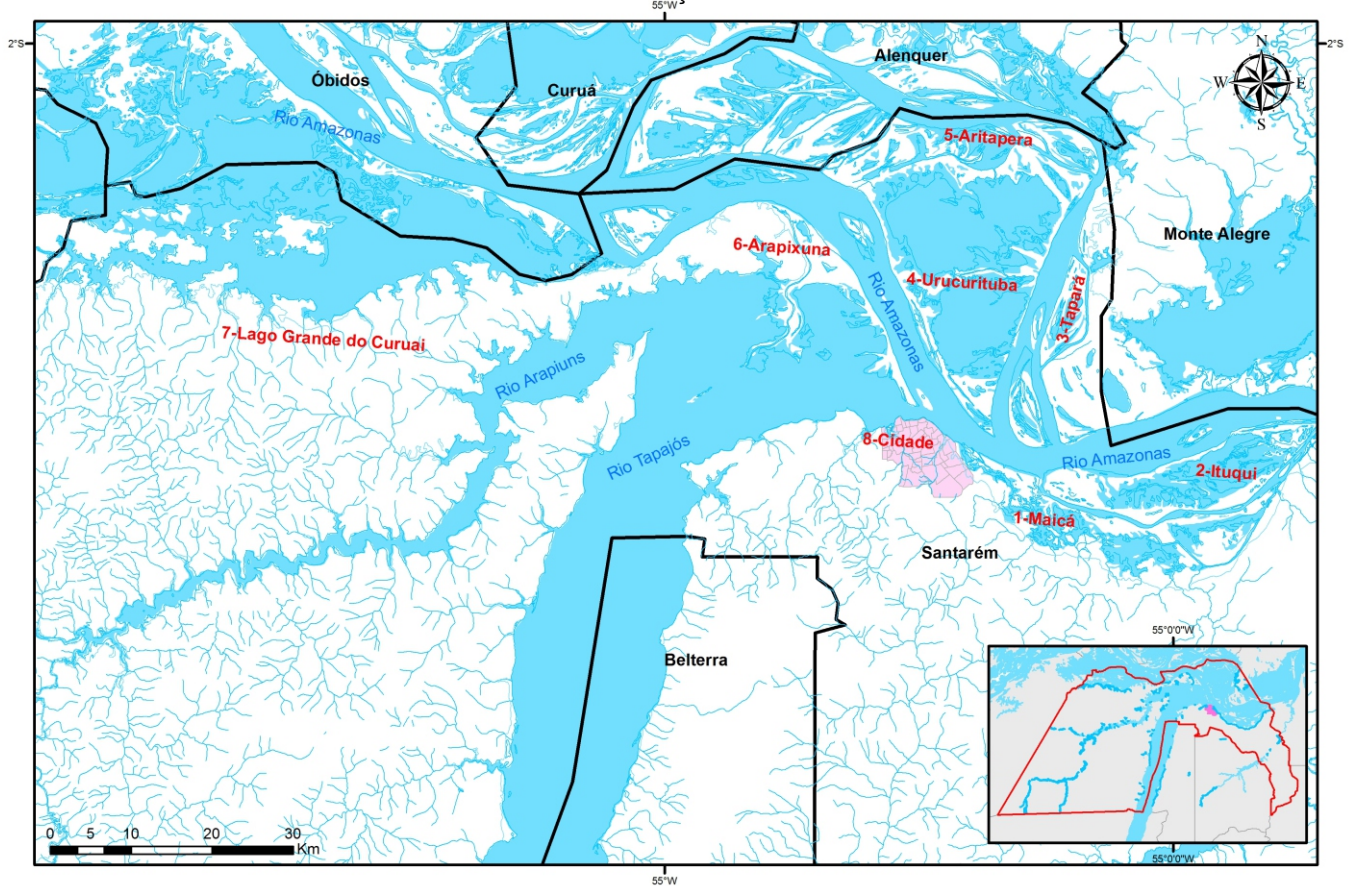 2°S
2°S
Alenquer
Óbidos
Curuá
N
W
E
S
Rio Amazonas
5-Aritapera
Monte Alegre
6-Arapixuna
4-Urucurituba
Rio Amazonas
3-Tapará
7-Lago Grande do Curuai
Rio Arapiuns
8-Cidade
Rio Tapajós
Rio Amazonas
2-Ituqui
1-Maicá
Santarém
Belterra
55°0'0"W
0 5 10 20 30
Km
55°0'0"W
55°W
55°W